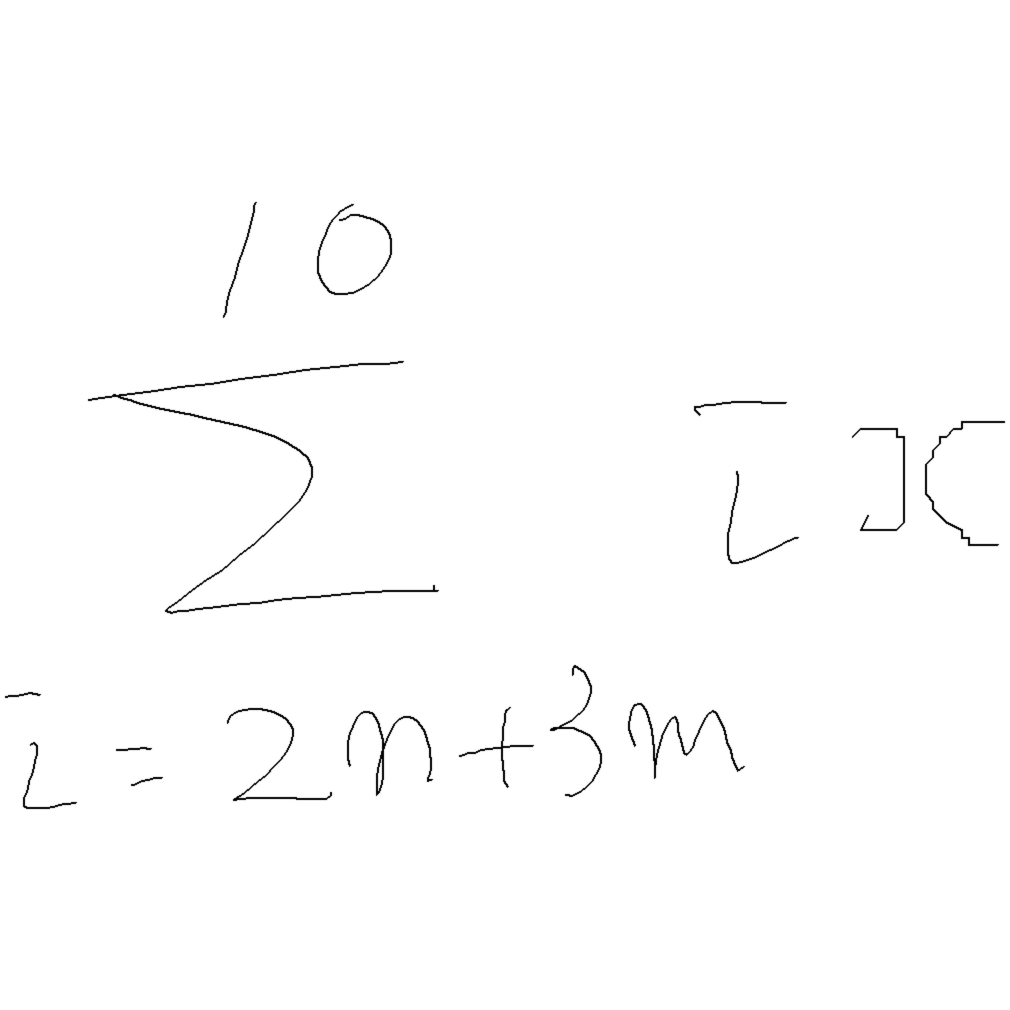 10
∑ i x
i = 2n+3m